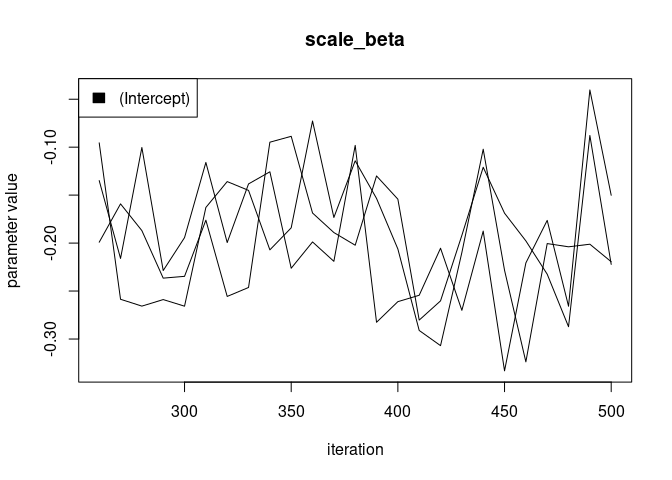 scale_beta
(Intercept)
parameter value
-0.10
-0.20
-0.30
300 350 400 450 500
iteration